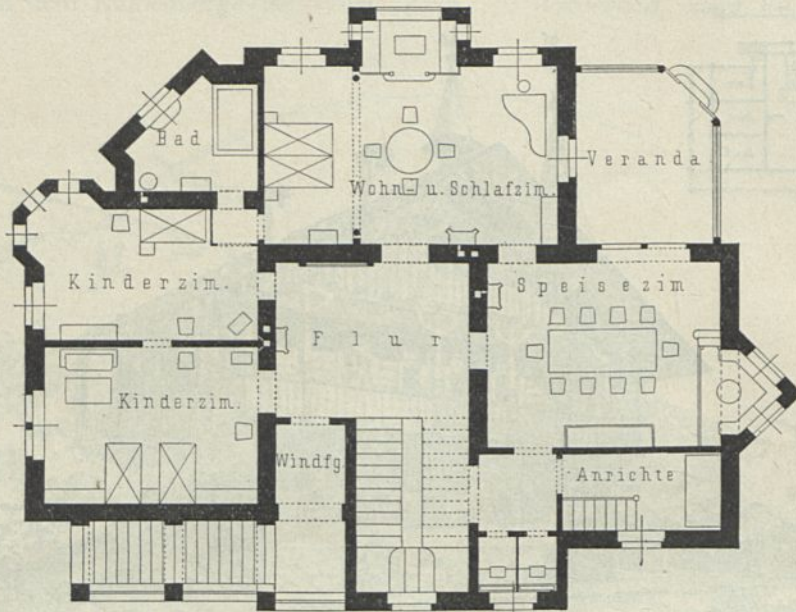 Bad
Veranda
Wohn- u. Schlafzim.
Kinderzim.
Speisezim
Flur
Kinderzim.
Windfg.
Anrichte